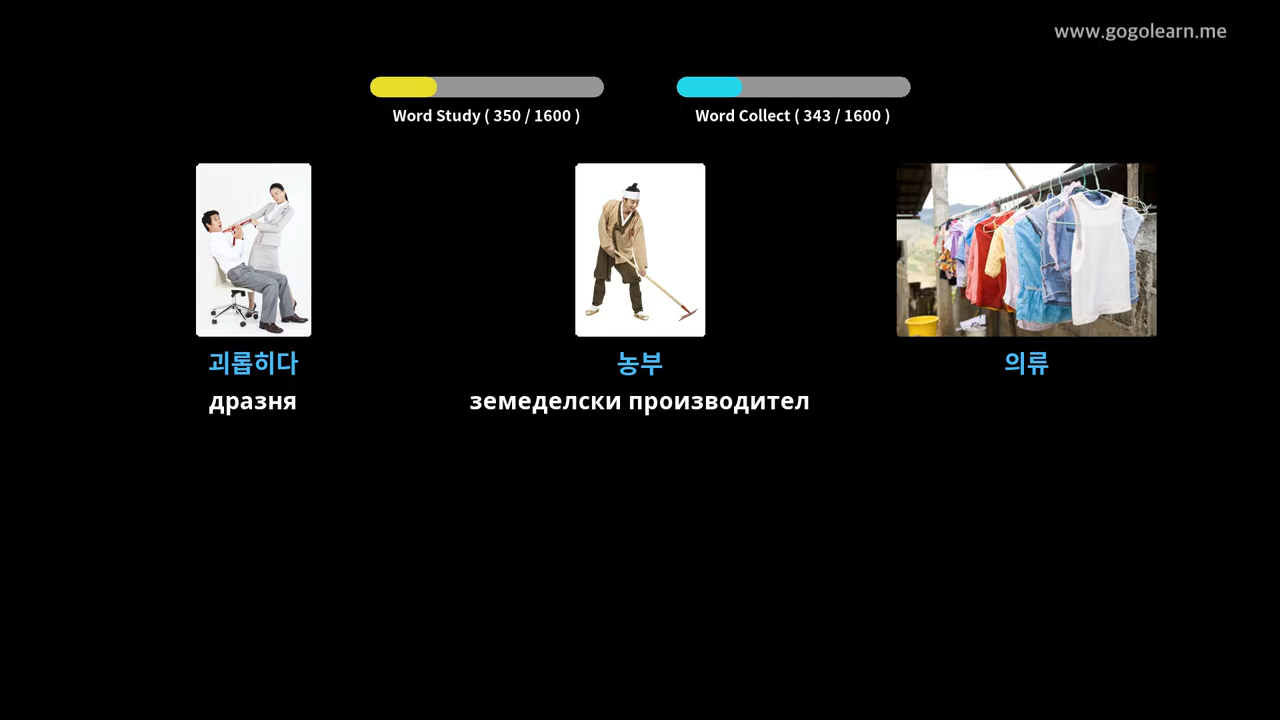 www.gogolearn.me
Word Study ( 350 / 1600 )
Word Collect ( 343 / 1600 )
괴롭히다
농부
의류
дразня
земеделски производител